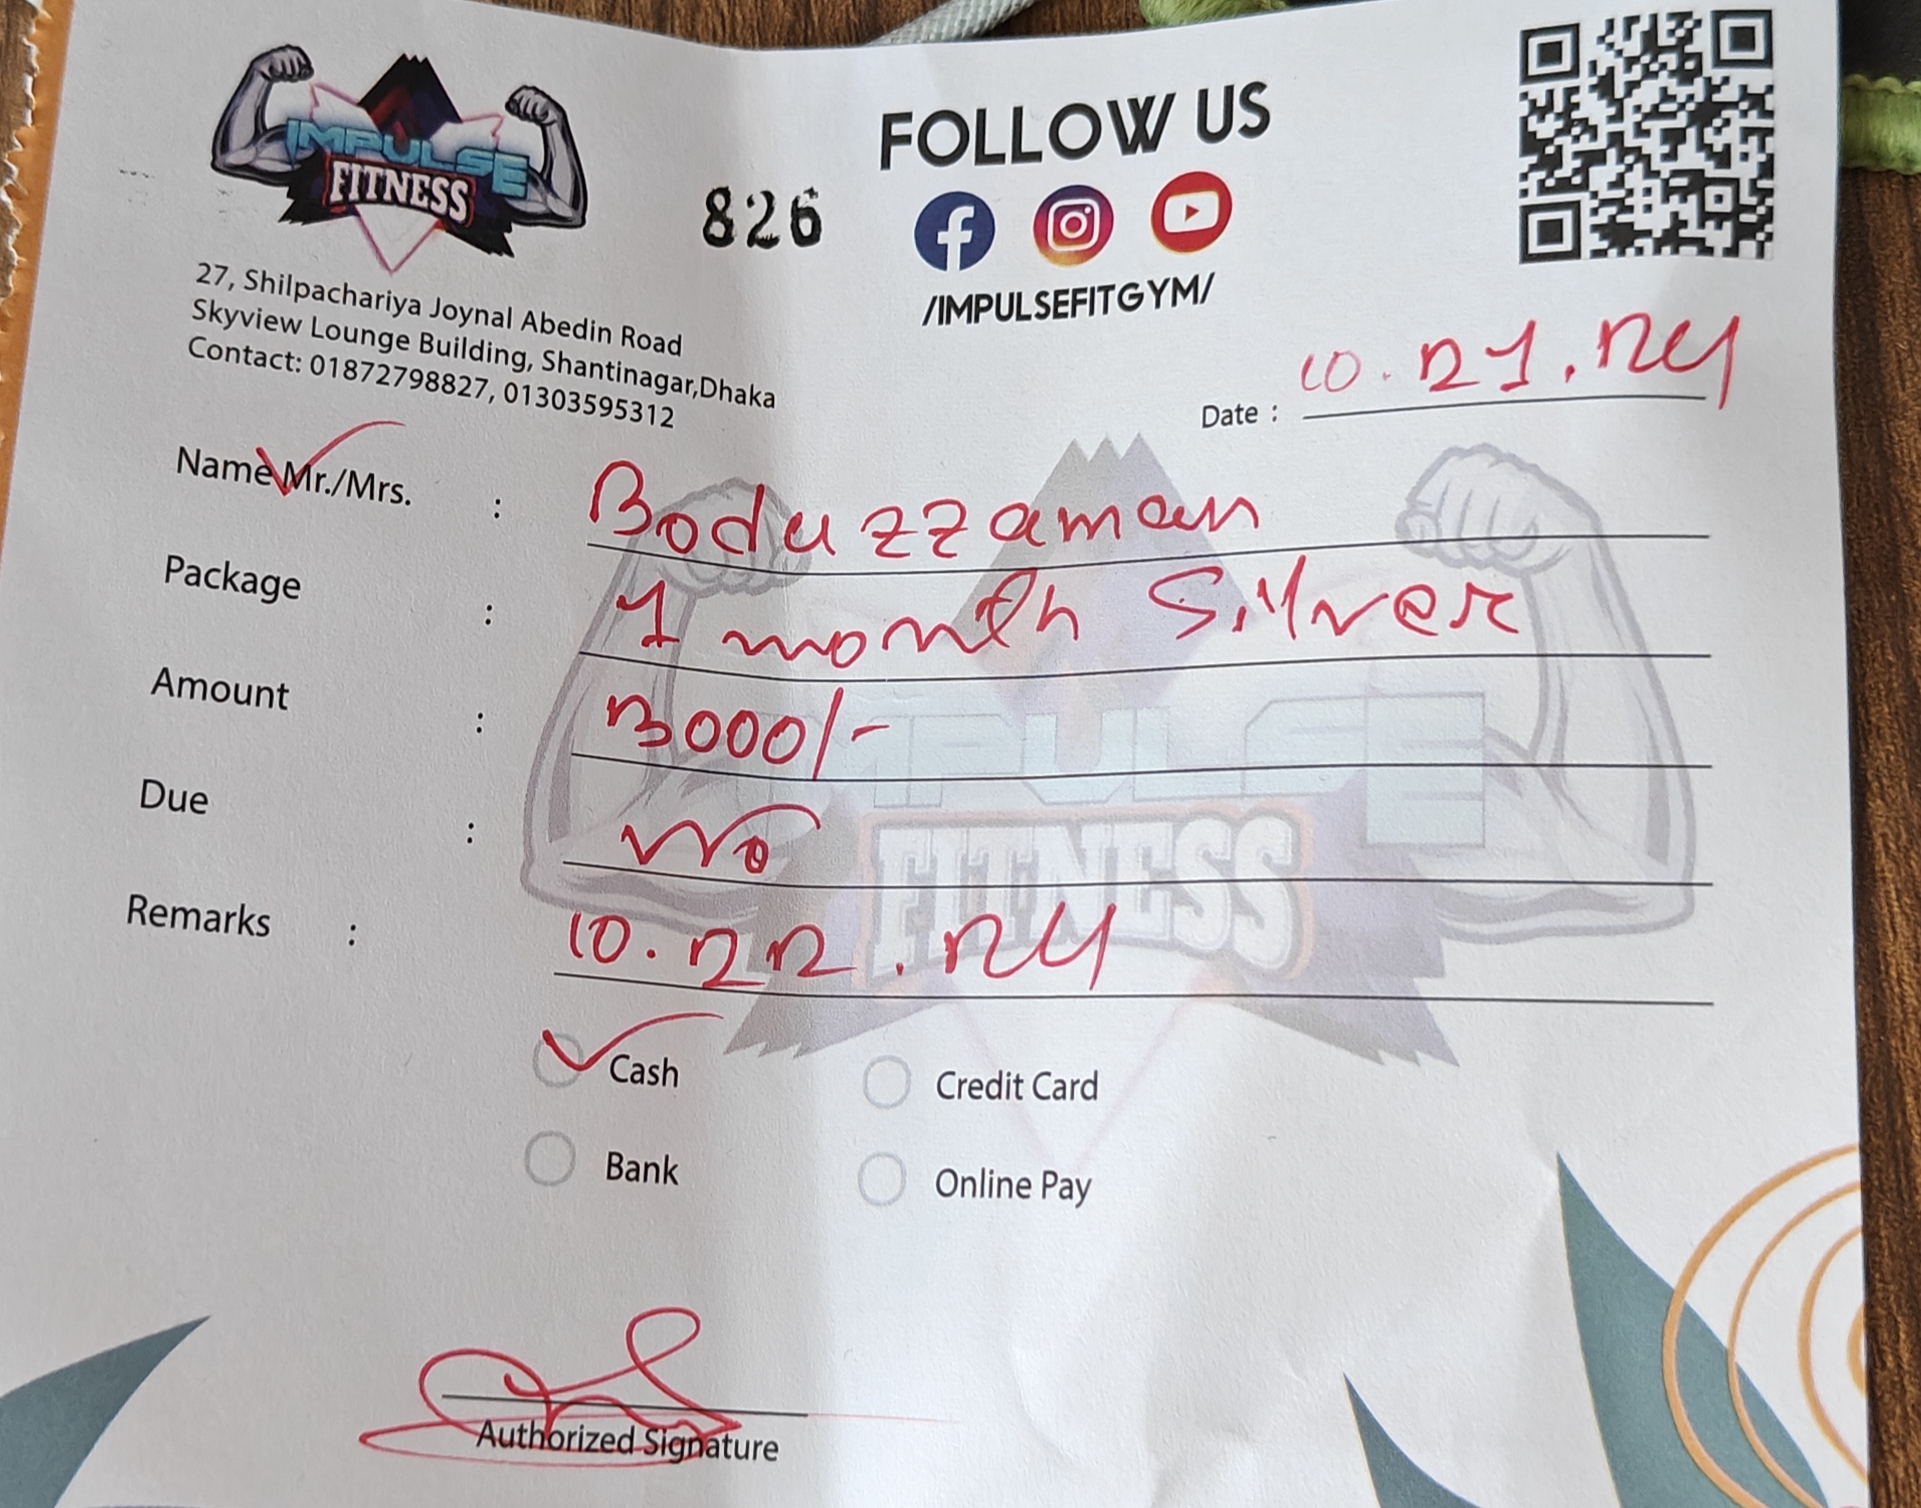 IMPULSE
FITNESS
826
FOLLOW US
/IMPULSEFITGYM/
27, Shilpachariya Joynal Abedin Road
Skyview Lounge Building, Shantinagar,Dhaka
Contact: 01872798827, 01303595312
Date : 10.21.24
Name Mr./Mrs. : Boduzzaman
Package : 1 month Silver
Amount : 3000/-
Due : No
Remarks : 10.22.24
Cash
Credit Card
Bank
Online Pay
Authorized Signature